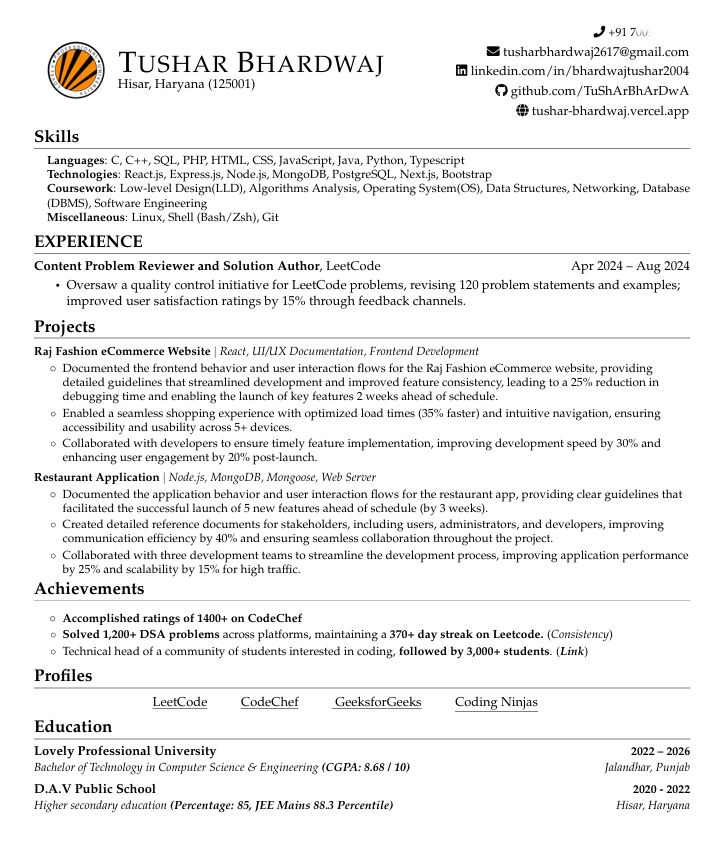 +91 700
TUSHAR BHARDWAJ
Hisar, Haryana (125001)
tusharbhardwaj2617@gmail.com
linkedin.com/in/bhardwajtushar2004
github.com/TuShArBhArDwA
tushar-bhardwaj.vercel.app
Skills
Languages: C, C++, SQL, PHP, HTML, CSS, JavaScript, Java, Python, Typescript
Technologies: React.js, Express.js, Node.js, MongoDB, PostgreSQL, Next.js, Bootstrap
Coursework: Low-level Design(LLD), Algorithms Analysis, Operating System(OS), Data Structures, Networking, Database
(DBMS), Software Engineering
Miscellaneous: Linux, Shell (Bash/Zsh), Git
EXPERIENCE
Content Problem Reviewer and Solution Author, LeetCode Apr 2024 – Aug 2024
• Oversaw a quality control initiative for LeetCode problems, revising 120 problem statements and examples;
improved user satisfaction ratings by 15% through feedback channels.
Projects
Raj Fashion eCommerce Website | React, UI/UX Documentation, Frontend Development
○ Documented the frontend behavior and user interaction flows for the Raj Fashion eCommerce website, providing
detailed guidelines that streamlined development and improved feature consistency, leading to a 25% reduction in
debugging time and enabling the launch of key features 2 weeks ahead of schedule.
○ Enabled a seamless shopping experience with optimized load times (35% faster) and intuitive navigation, ensuring
accessibility and usability across 5+ devices.
○ Collaborated with developers to ensure timely feature implementation, improving development speed by 30% and
enhancing user engagement by 20% post-launch.
Restaurant Application | Node.js, MongoDB, Mongoose, Web Server
○ Documented the application behavior and user interaction flows for the restaurant app, providing clear guidelines that
facilitated the successful launch of 5 new features ahead of schedule (by 3 weeks).
○ Created detailed reference documents for stakeholders, including users, administrators, and developers, improving
communication efficiency by 40% and ensuring seamless collaboration throughout the project.
○ Collaborated with three development teams to streamline the development process, improving application performance
by 25% and scalability by 15% for high traffic.
Achievements
○ Accomplished ratings of 1400+ on CodeChef
○ Solved 1,200+ DSA problems across platforms, maintaining a 370+ day streak on Leetcode. (Consistency)
○ Technical head of a community of students interested in coding, followed by 3,000+ students. (Link)
Profiles
LeetCode CodeChef GeeksforGeeks Coding Ninjas
Education
Lovely Professional University 2022 – 2026
Bachelor of Technology in Computer Science & Engineering (CGPA: 8.68 / 10) Jalandhar, Punjab
D.A.V Public School 2020 - 2022
Higher secondary education (Percentage: 85, JEE Mains 88.3 Percentile) Hisar, Haryana